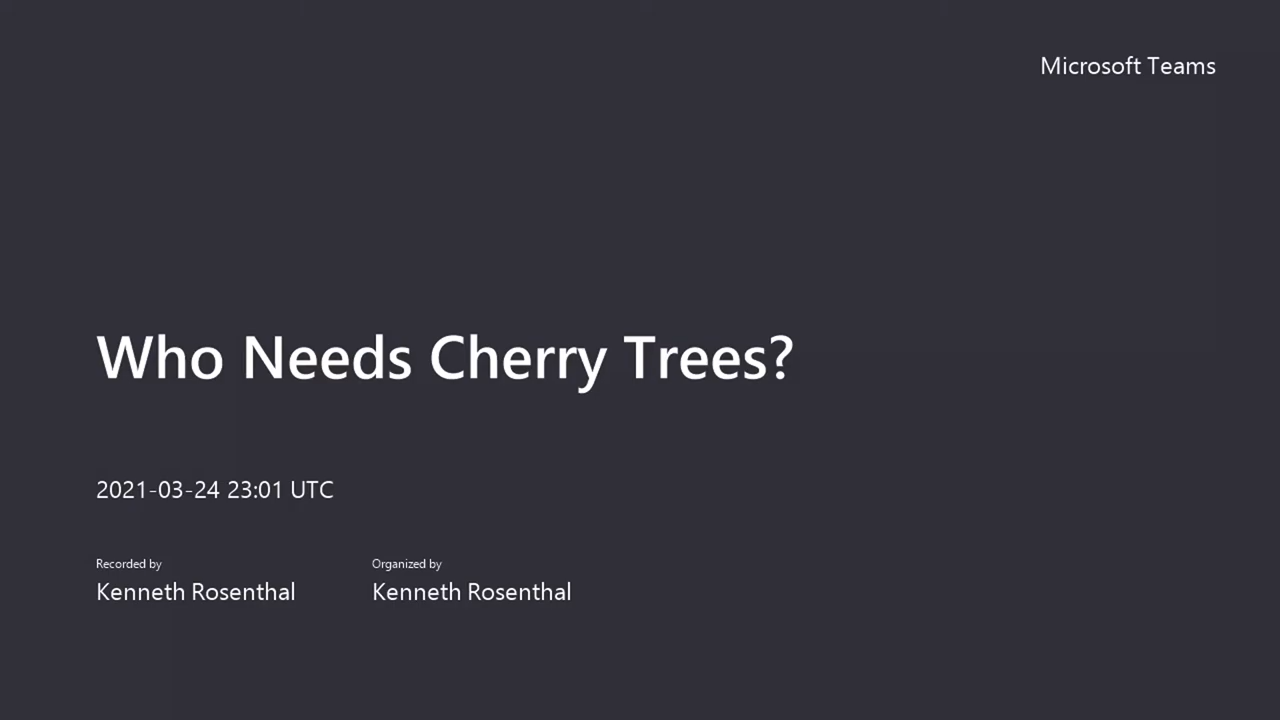 Microsoft Teams
Who Needs Cherry Trees?
2021-03-24 23:01 UTC
Recorded by
Kenneth Rosenthal
Organized by
Kenneth Rosenthal